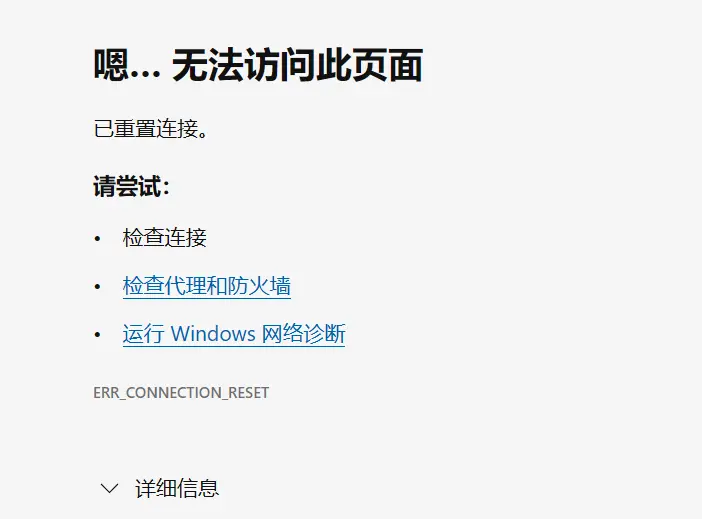 嗯… 无法访问此页面
已重置连接。
请尝试：
• 检查连接
• 检查代理和防火墙
• 运行 Windows 网络诊断
ERR_CONNECTION_RESET
详细信息